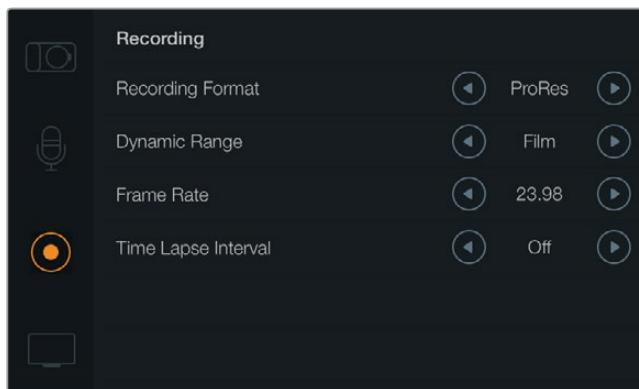 Recording
Recording Format ProRes
Dynamic Range Film
Frame Rate 23.98
Time Lapse Interval Off